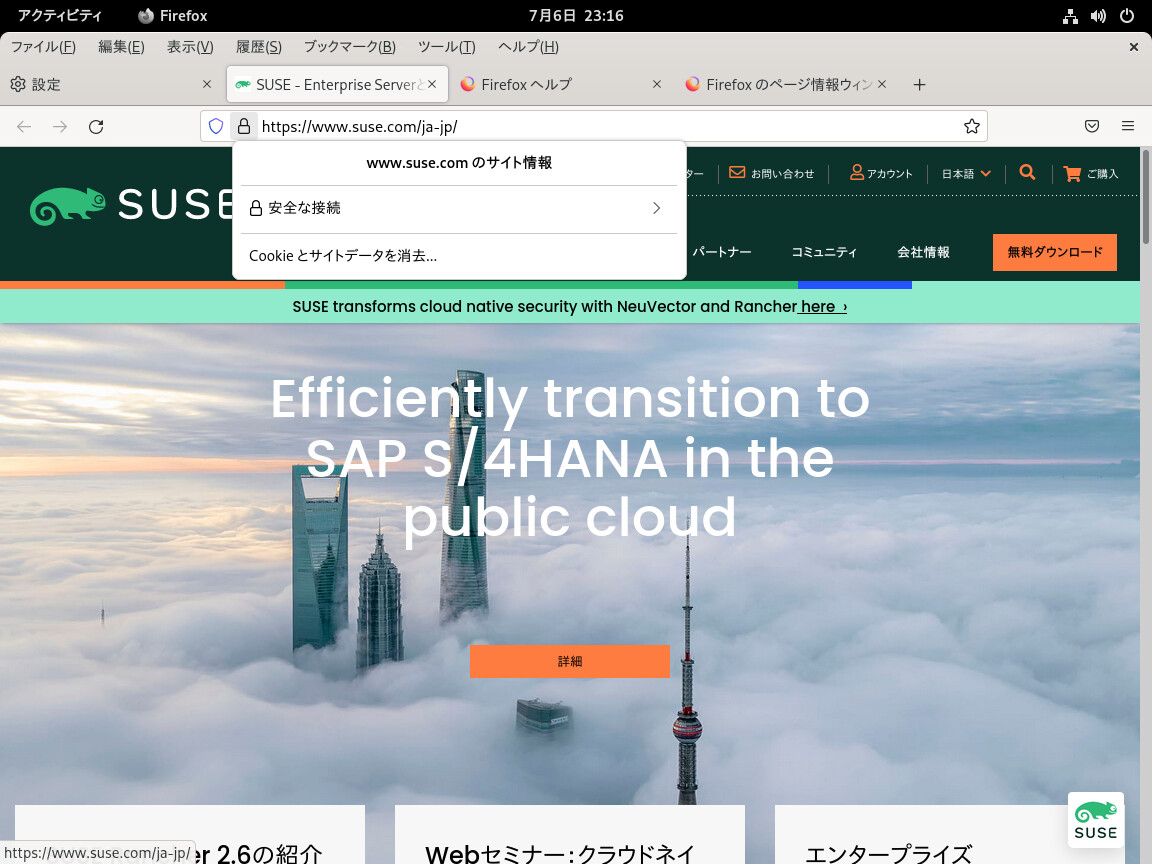 アクティビティ
Firefox
7月6日 23:16
ファイル(F) 編集(E) 表示(V) 履歴(S) ブックマーク(B) ツール(T) ヘルプ(H)
設定
SUSE - Enterprise Server
Firefox ヘルプ
Firefox のページ情報ウィン
https://www.suse.com/ja-jp/
www.suse.com のサイト情報
安全な接続
Cookie とサイトデータを消去...
SUSE
ター
お問い合わせ
アカウント
日本語
ご購入
パートナー
コミュニティ
会社情報
無料ダウンロード
SUSE transforms cloud native security with NeuVector and Rancher here ›
Efficiently transition to
SAP S/4HANA in the
public cloud
詳細
SUSE
er 2.6の紹介
Webセミナー：クラウドネイ
エンタープライズ
https://www.suse.com/ja-jp/